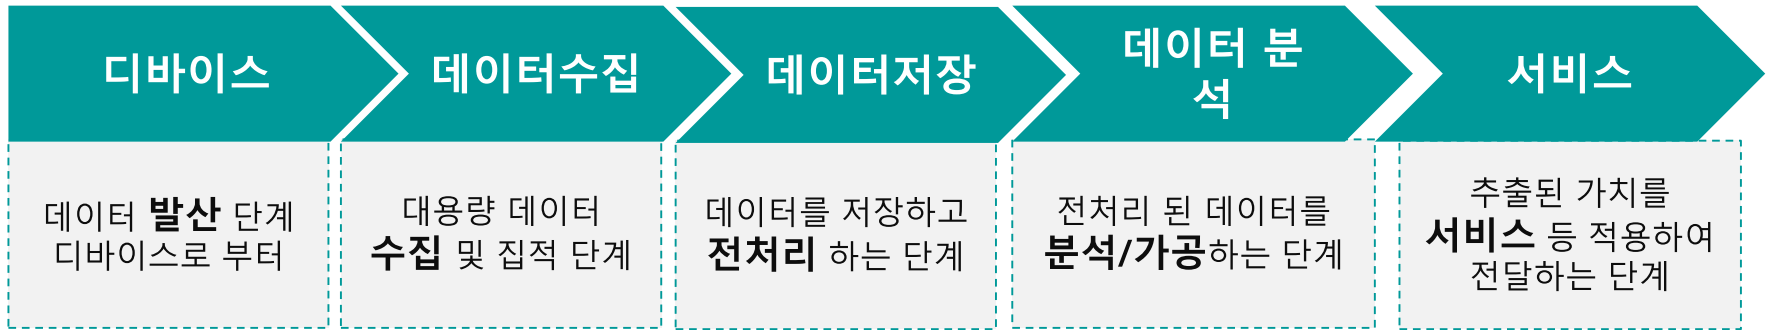 디바이스
데이터 발산 단계
디바이스로 부터
데이터수집
대용량 데이터
수집 및 집적 단계
데이터저장
데이터를 저장하고
전처리 하는 단계
데이터 분
석
전처리 된 데이터를
분석/가공하는 단계
서비스
추출된 가치를
서비스 등 적용하여
전달하는 단계